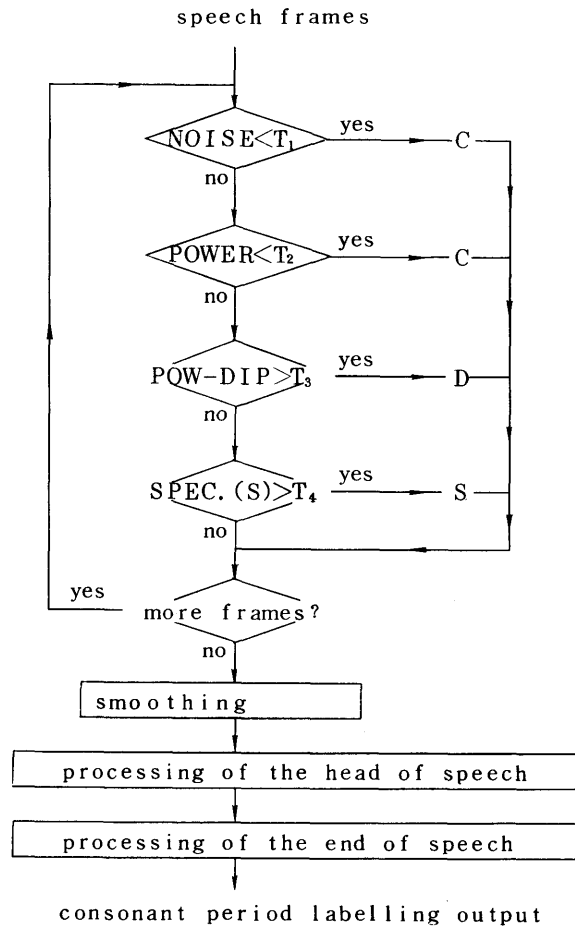 speech frames
NOISE<T₁
yes
C
no
POWER<T₂
yes
C
no
POW-DIP>T₃
yes
D
no
SPEC.(S)>T₄
yes
S
no
yes
more frames?
no
smoothing
processing of the head of speech
processing of the end of speech
consonant period labelling output